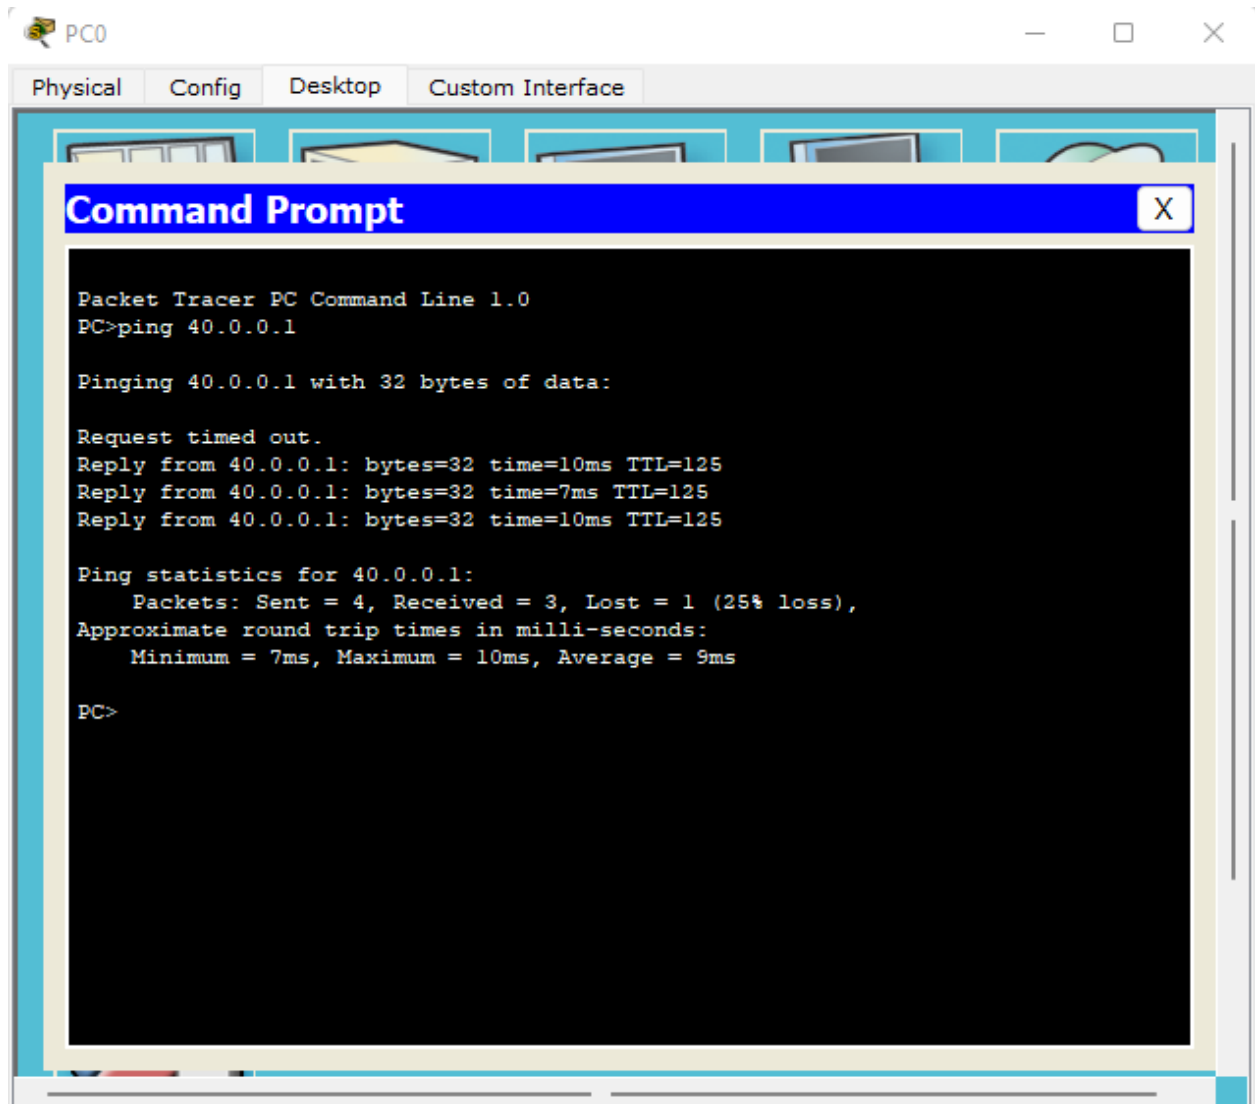 PC0
Physical Config Desktop Custom Interface
Command Prompt
X
Packet Tracer PC Command Line 1.0
PC>ping 40.0.0.1
Pinging 40.0.0.1 with 32 bytes of data:
Request timed out.
Reply from 40.0.0.1: bytes=32 time=10ms TTL=125
Reply from 40.0.0.1: bytes=32 time=7ms TTL=125
Reply from 40.0.0.1: bytes=32 time=10ms TTL=125
Ping statistics for 40.0.0.1:
Packets: Sent = 4, Received = 3, Lost = 1 (25% loss),
Approximate round trip times in milli-seconds:
Minimum = 7ms, Maximum = 10ms, Average = 9ms
PC>